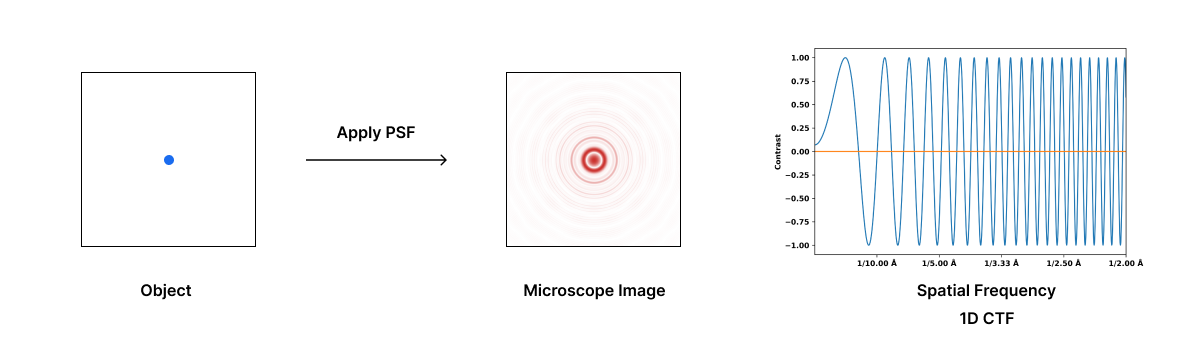 Apply PSF
Object
Microscope Image
1.00
0.75
0.50
0.25
0.00
−0.25
−0.50
−0.75
−1.00
Contrast
1/10.00 Å 1/5.00 Å 1/3.33 Å 1/2.50 Å 1/2.00 Å
Spatial Frequency
1D CTF